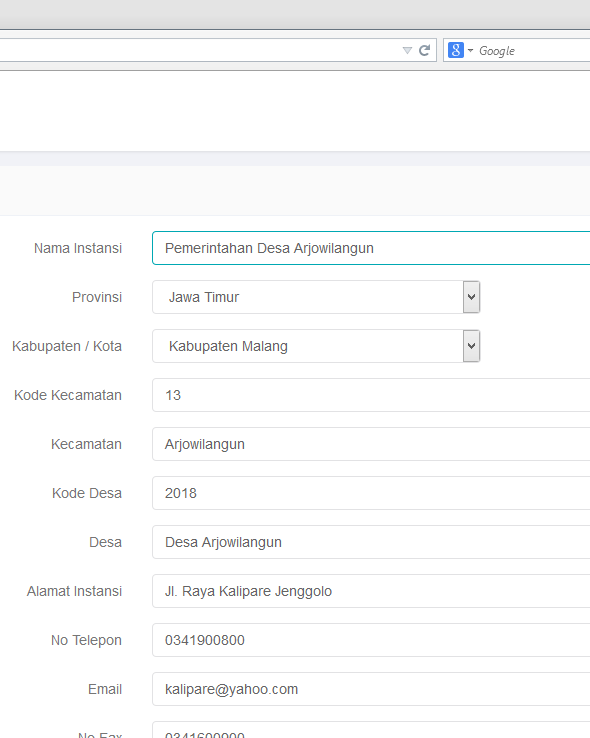 Google
Nama Instansi Pemerintahan Desa Arjowilangun
Provinsi Jawa Timur
Kabupaten / Kota Kabupaten Malang
Kode Kecamatan 13
Kecamatan Arjowilangun
Kode Desa 2018
Desa Desa Arjowilangun
Alamat Instansi Jl. Raya Kalipare Jenggolo
No Telepon 0341900800
Email kalipare@yahoo.com
No Fax